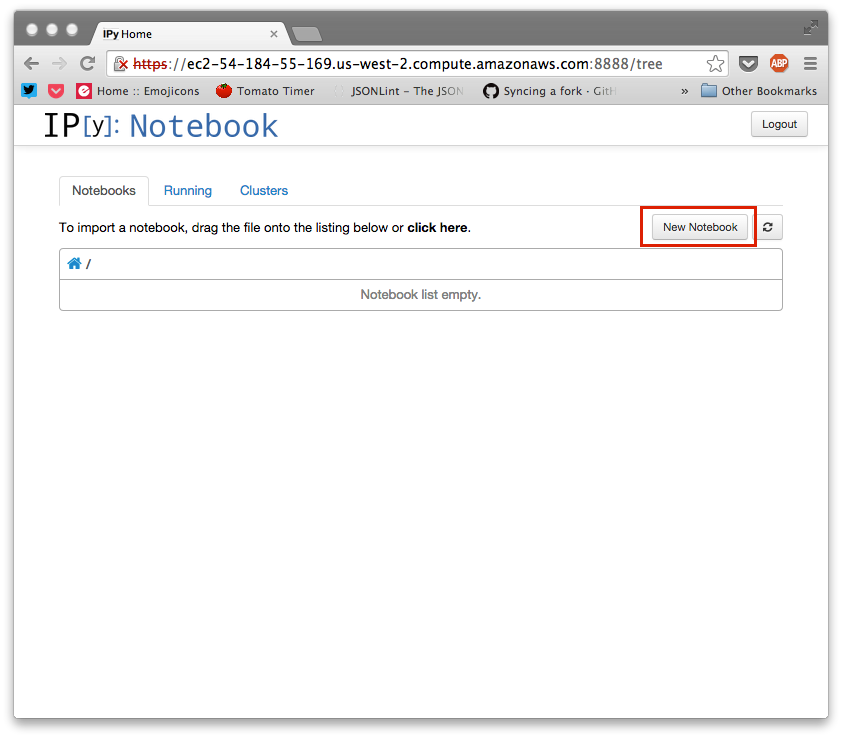 IPy Home
https://ec2-54-184-55-169.us-west-2.compute.amazonaws.com:8888/tree
ABP
Home :: Emojicons
Tomato Timer
JSONLint – The JSON
Syncing a fork · GitH
»
Other Bookmarks
IP[y]: Notebook
Logout
Notebooks
Running
Clusters
To import a notebook, drag the file onto the listing below or click here.
New Notebook
/
Notebook list empty.